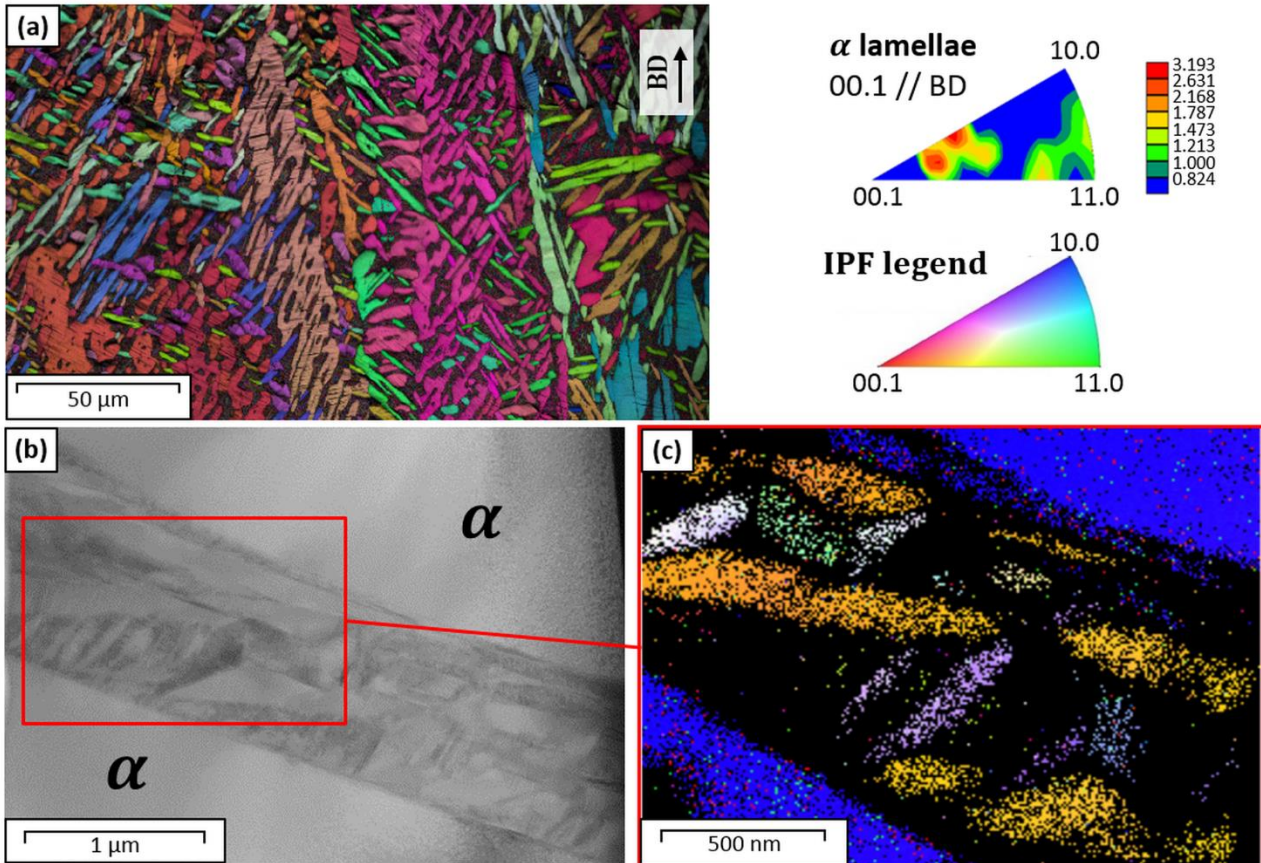 (a)
BD
50 µm
α lamellae
00.1 // BD
10.0
00.1
11.0
3.193
2.631
2.168
1.787
1.473
1.213
1.000
0.824
IPF legend
10.0
00.1
11.0
(b)
α
α
1 µm
(c)
500 nm